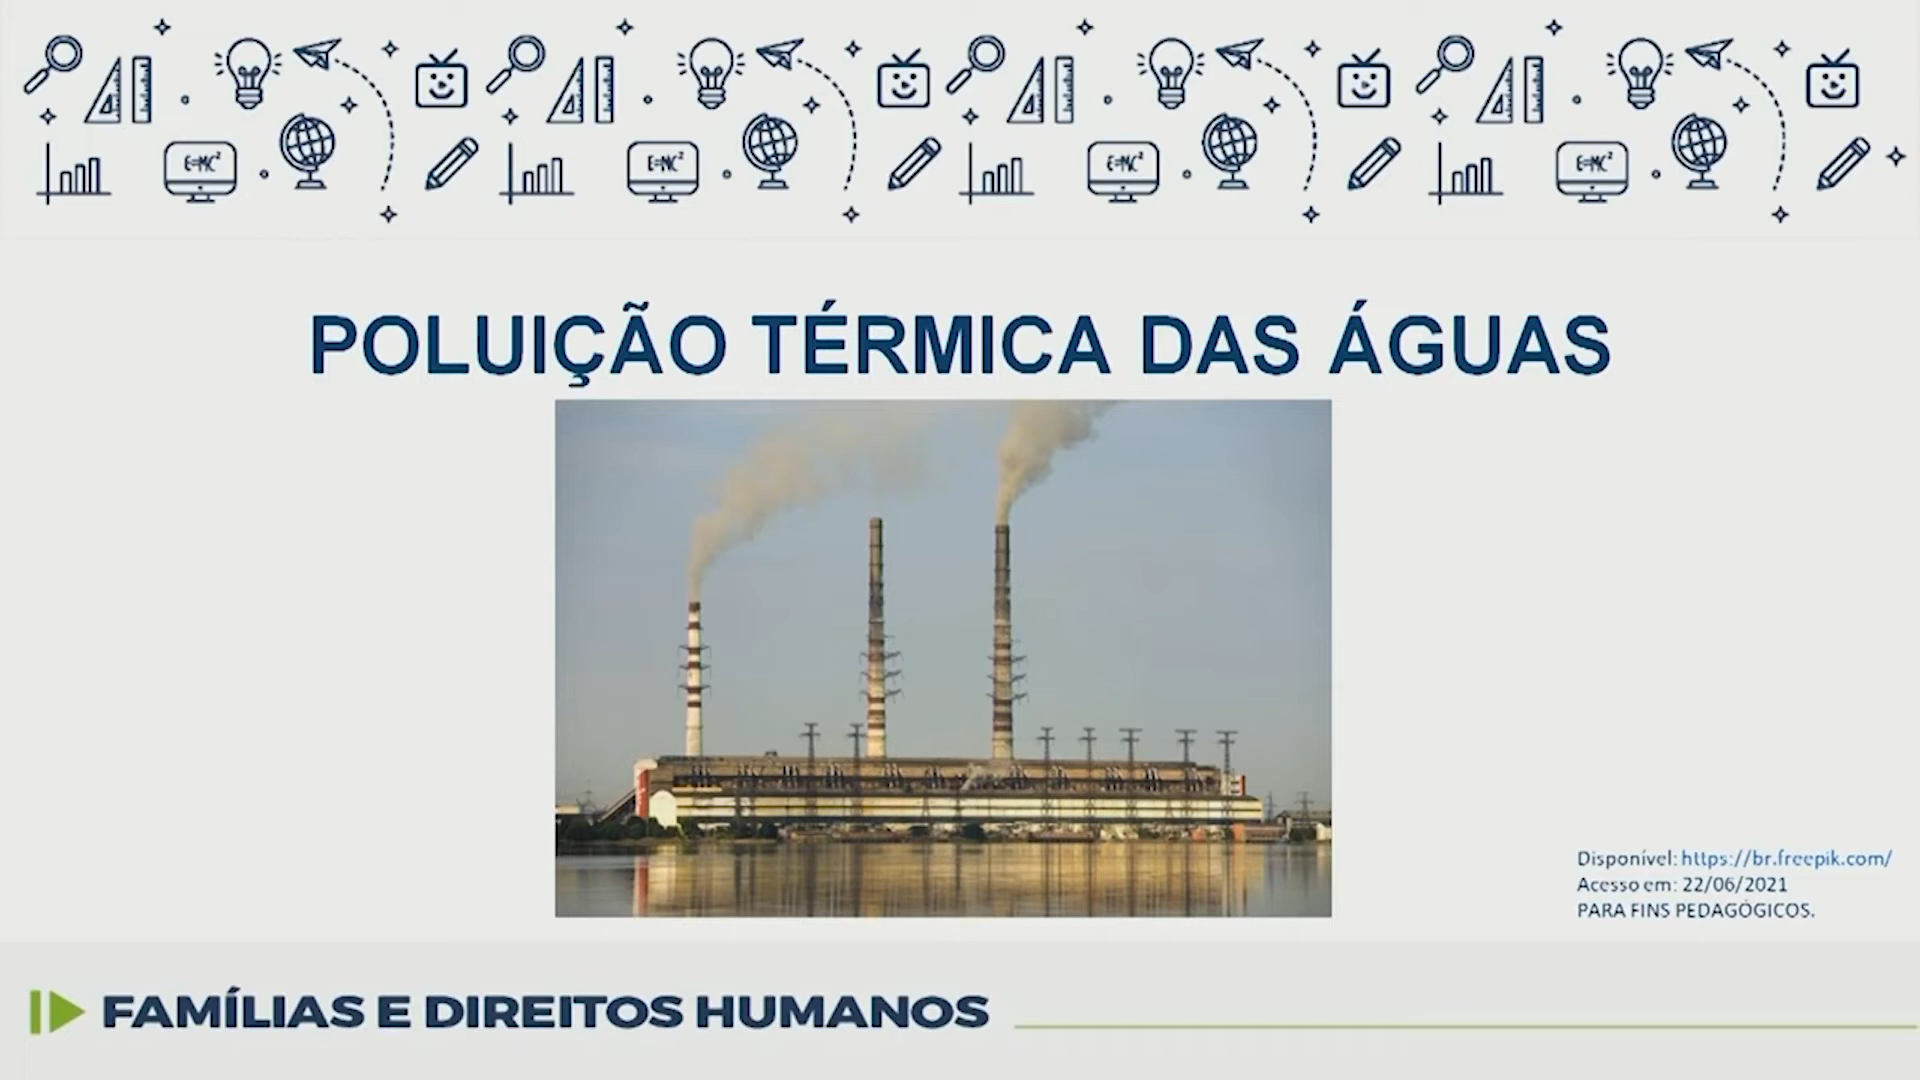 E=MC² E=MC² E=MC² E=MC²
POLUIÇÃO TÉRMICA DAS ÁGUAS
Disponível: https://br.freepik.com/
Acesso em: 22/06/2021
PARA FINS PEDAGÓGICOS.
FAMÍLIAS E DIREITOS HUMANOS